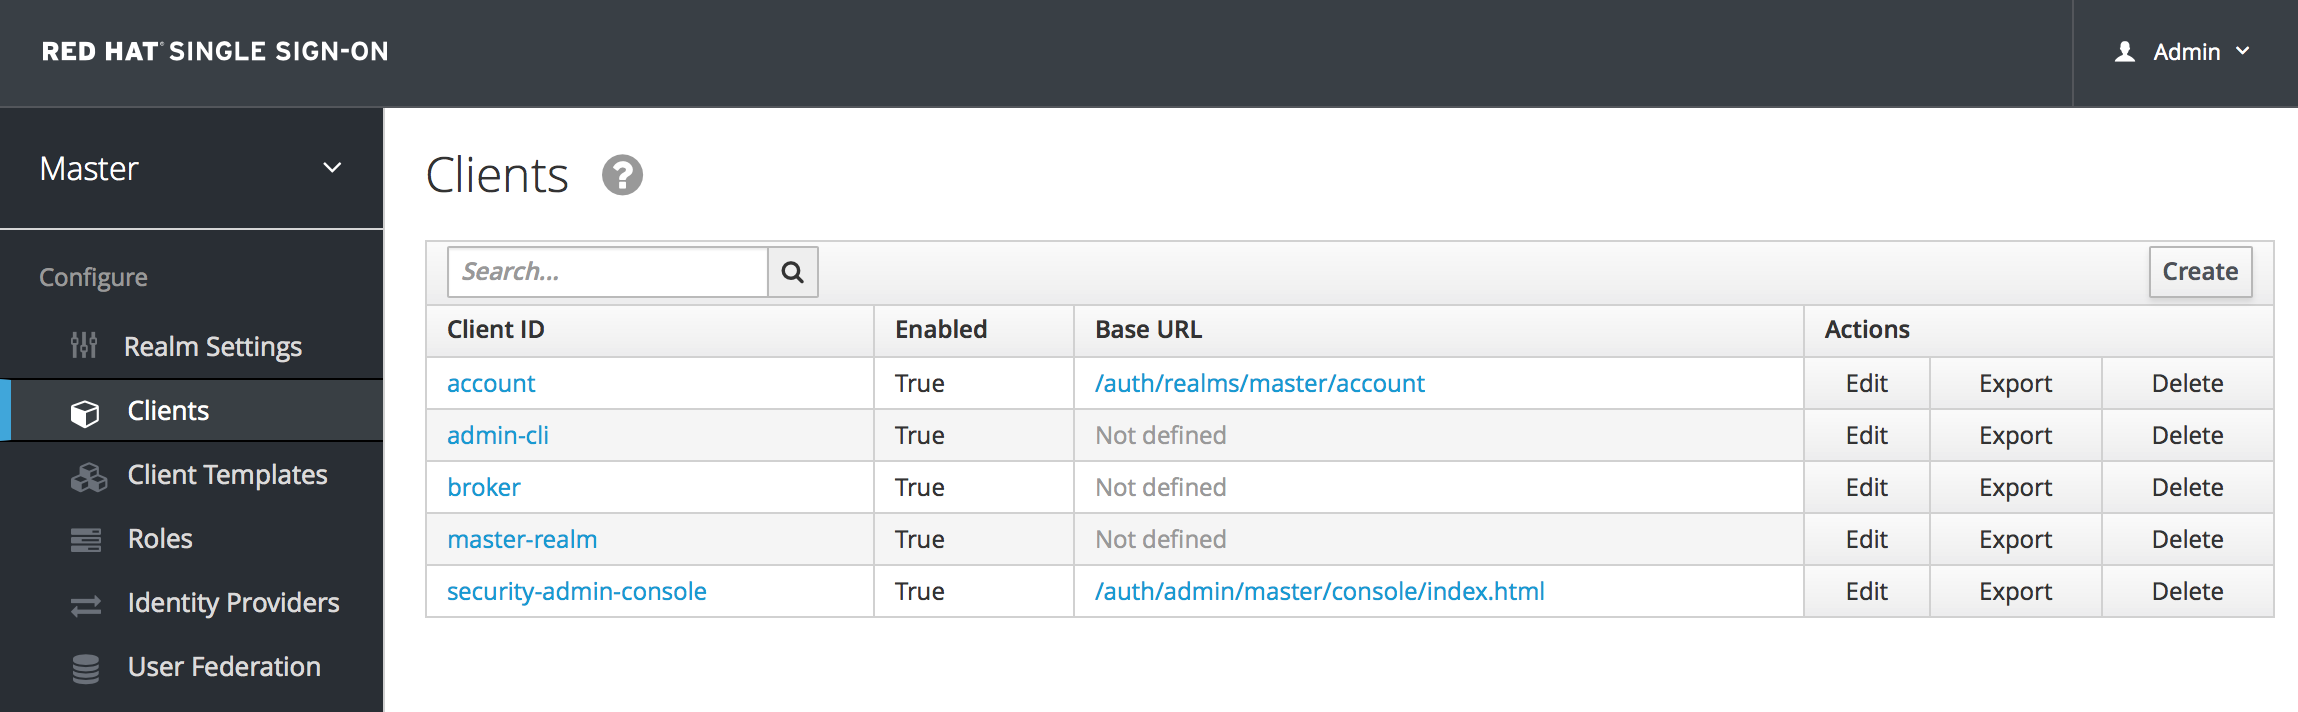 RED HAT® SINGLE SIGN-ON
Admin
Master
Configure
Realm Settings
Clients
Client Templates
Roles
Identity Providers
User Federation
Clients ?
Search...
Create
Client ID Enabled Base URL Actions
account True /auth/realms/master/account Edit Export Delete
admin-cli True Not defined Edit Export Delete
broker True Not defined Edit Export Delete
master-realm True Not defined Edit Export Delete
security-admin-console True /auth/admin/master/console/index.html Edit Export Delete